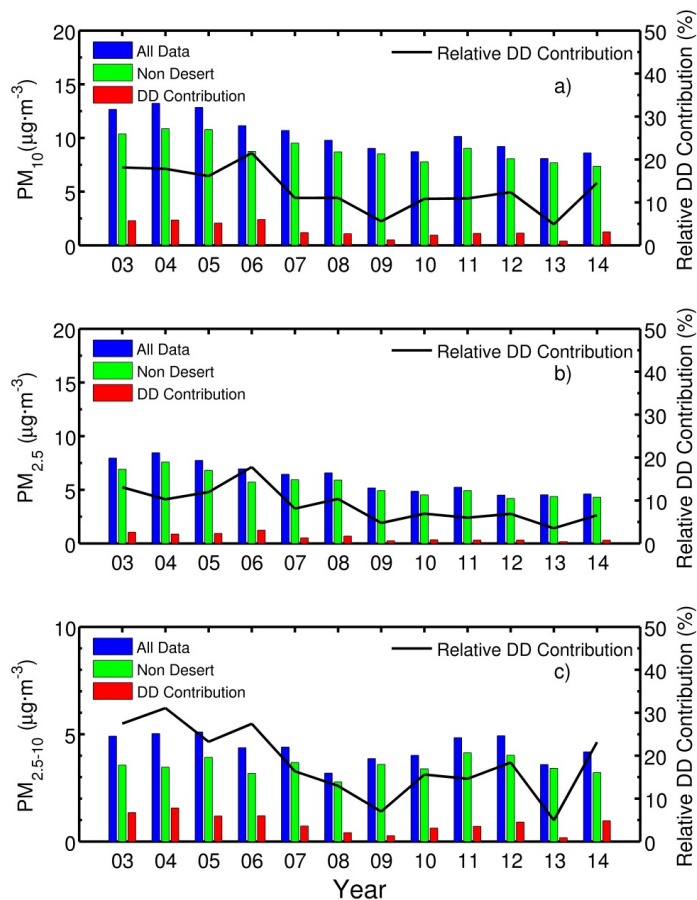 20
15
10
5
0
PM10 (μg·m-3)
All Data
Non Desert
DD Contribution
Relative DD Contribution
a)
50
40
30
20
10
0
Relative DD Contribution (%)
03 04 05 06 07 08 09 10 11 12 13 14
20
15
10
5
0
PM2.5 (μg·m-3)
All Data
Non Desert
DD Contribution
Relative DD Contribution
b)
50
40
30
20
10
0
Relative DD Contribution (%)
03 04 05 06 07 08 09 10 11 12 13 14
10
5
0
PM2.5-10 (μg·m-3)
All Data
Non Desert
DD Contribution
Relative DD Contribution
c)
50
40
30
20
10
0
Relative DD Contribution (%)
03 04 05 06 07 08 09 10 11 12 13 14
Year